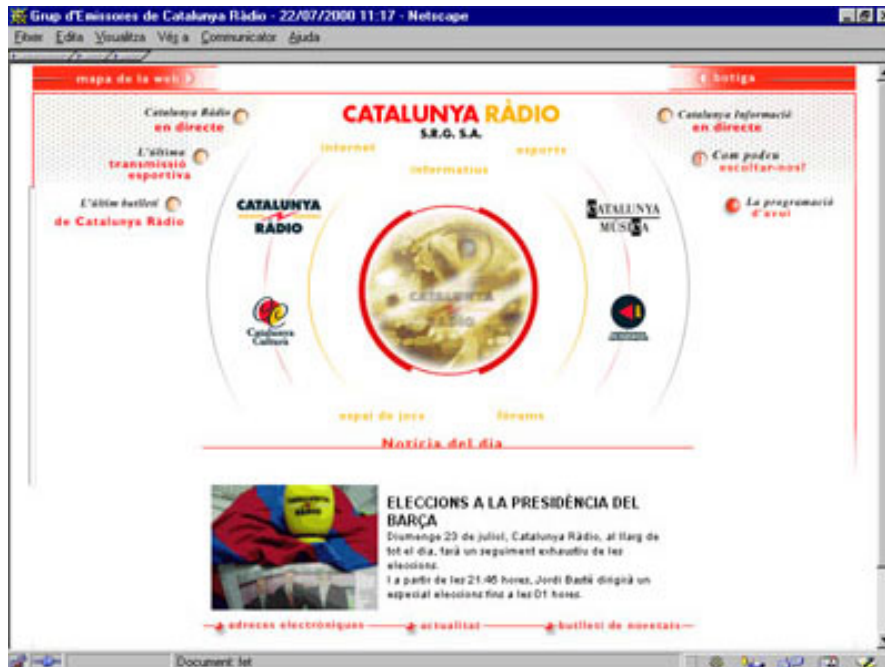 Grup d'Emissores de Catalunya Ràdio - 22/07/2000 11:17 - Netscape
Fitxer Edita Visualitza Vés a Communicator Ajuda
mapa de la web
botiga
Catalunya Ràdio
en directe
L'última
transmissió
esportiva
L'últim butlletí
de Catalunya Ràdio
CATALUNYA RÀDIO
S.R.G. S.A.
internet
esports
informatius
Catalunya Informació
en directe
Com podeu
escoltar-nos?
La programació
d'avui
CATALUNYA
RÀDIO
CATALUNYA
MÚSICA
CATALUNYA
RÀDIO
Catalunya
Cultura
espai de jocs
fòrums
Notícia del dia
CATALUNYA
RÀDIO
ELECCIONS A LA PRESIDÈNCIA DEL
BARÇA
Diumenge 23 de juliol, Catalunya Ràdio, al llarg de
tot el dia, farà un seguiment exhaustiu de les
eleccions.
I a partir de les 21:45 hores, Jordi Basté dirigirà un
especial eleccions fins a les 01 hores.
adreces electròniques
actualitat
butlletí de novetats
Document: fet